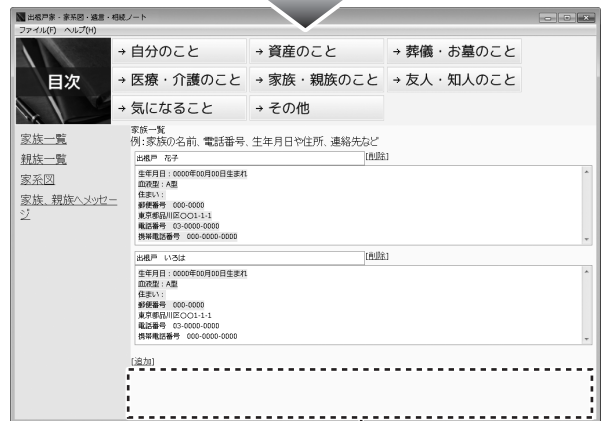 出梶戸家 - 家系図・遺言・相続ノート
ファイル(F) ヘルプ(H)
目次
→ 自分のこと
→ 資産のこと
→ 葬儀・お墓のこと
→ 医療・介護のこと
→ 家族・親族のこと
→ 友人・知人のこと
→ 気になること
→ その他
家族一覧
親族一覧
家系図
家族、親族へメッセー
ジ
家族一覧
例:家族の名前、電話番号、生年月日や住所、連絡先など
出梶戸 花子
[削除]
生年月日:0000年00月00日生まれ
血液型:A型
住まい:
郵便番号 000-0000
東京都品川区〇〇1-1-1
電話番号 03-0000-0000
携帯電話番号 000-0000-0000
出梶戸 いろは
[削除]
生年月日:0000年00月00日生まれ
血液型:A型
住まい:
郵便番号 000-0000
東京都品川区〇〇1-1-1
電話番号 03-0000-0000
携帯電話番号 000-0000-0000
[追加]